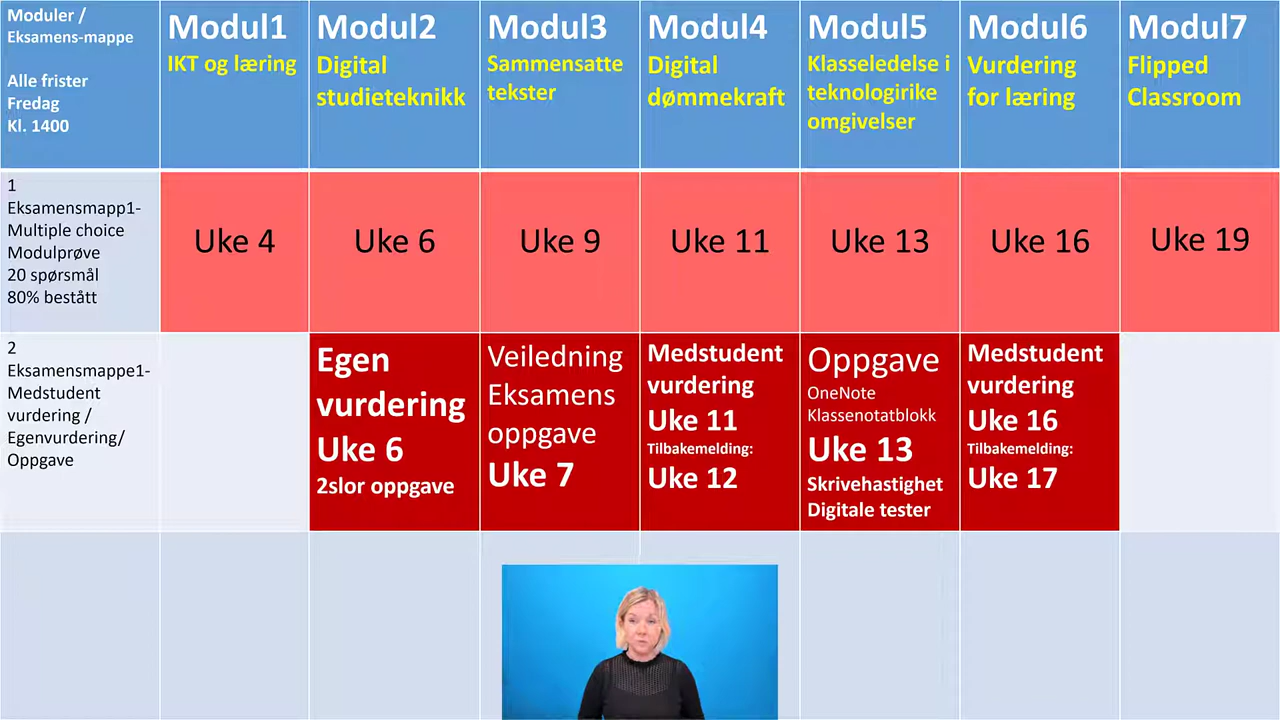 Moduler /
Eksamens-mappe
Alle frister
Fredag
Kl. 1400
Modul1
IKT og læring
Modul2
Digital
studieteknikk
Modul3
Sammensatte
tekster
Modul4
Digital
dømmekraft
Modul5
Klasseledelse i
teknologirike
omgivelser
Modul6
Vurdering
for læring
Modul7
Flipped
Classroom
1
Eksamensmapp1-
Multiple choice
Modulprøve
20 spørsmål
80% bestått
Uke 4
Uke 6
Uke 9
Uke 11
Uke 13
Uke 16
Uke 19
2
Eksamensmappe1-
Medstudent
vurdering /
Egenvurdering/
Oppgave
Egen
vurdering
Uke 6
2slor oppgave
Veiledning
Eksamens
oppgave
Uke 7
Medstudent
vurdering
Uke 11
Tilbakemelding:
Uke 12
Oppgave
OneNote
Klassenotatblokk
Uke 13
Skrivehastighet
Digitale tester
Medstudent
vurdering
Uke 16
Tilbakemelding:
Uke 17